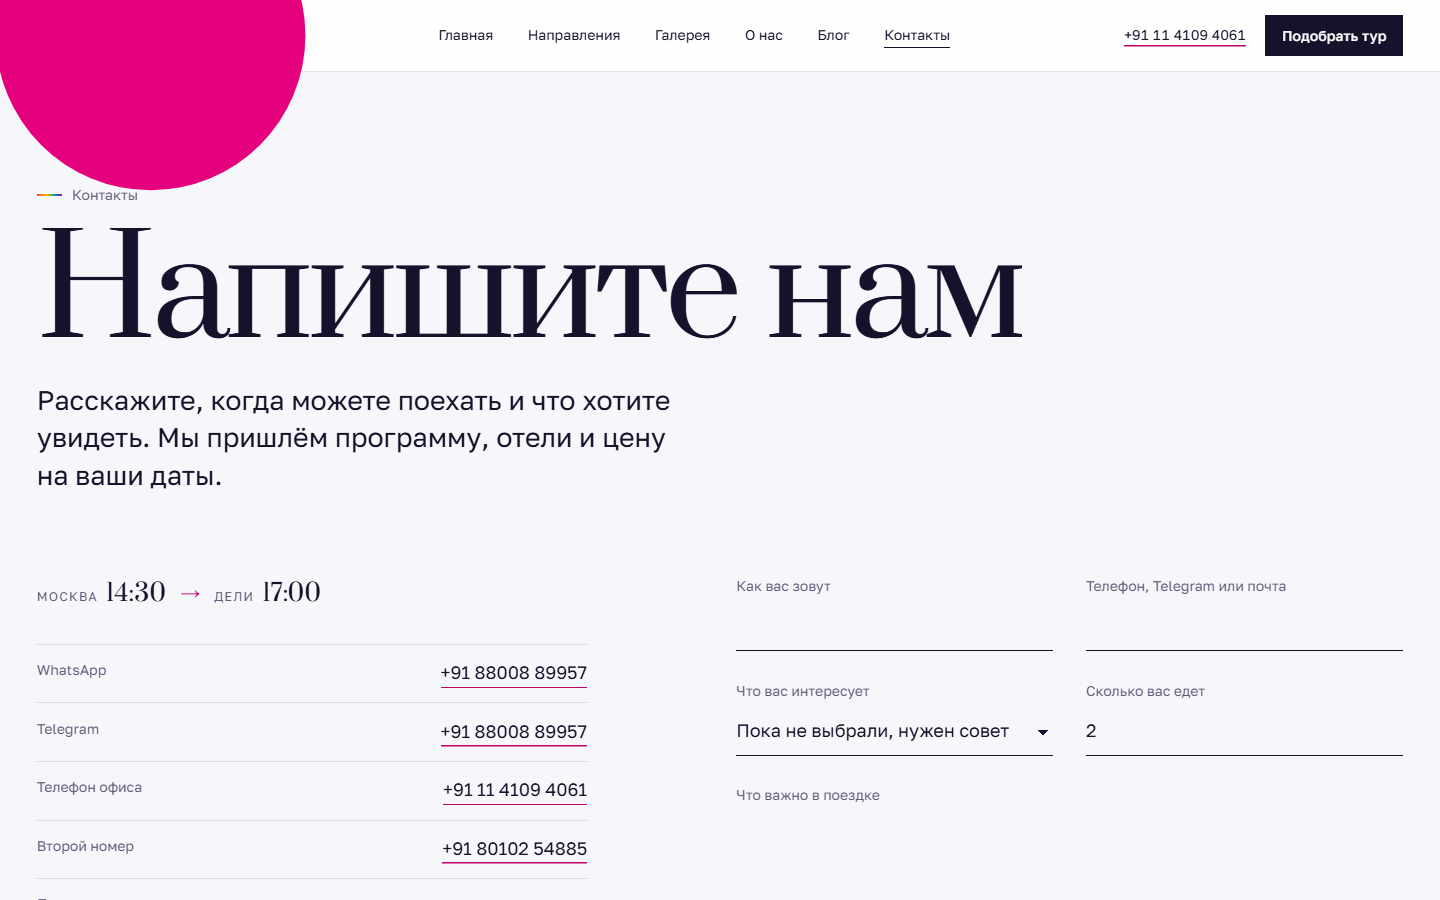 Главная Направления Галерея О нас Блог Контакты +91 11 4109 4061 Подобрать тур
Контакты
Напишите нам
Расскажите, когда можете поехать и что хотите
увидеть. Мы пришлём программу, отели и цену
на ваши даты.
МОСКВА 14:30 → ДЕЛИ 17:00
WhatsApp +91 88008 89957
Telegram +91 88008 89957
Телефон офиса +91 11 4109 4061
Второй номер +91 80102 54885
Как вас зовут
Телефон, Telegram или почта
Что вас интересует
Пока не выбрали, нужен совет
Сколько вас едет
2
Что важно в поездке